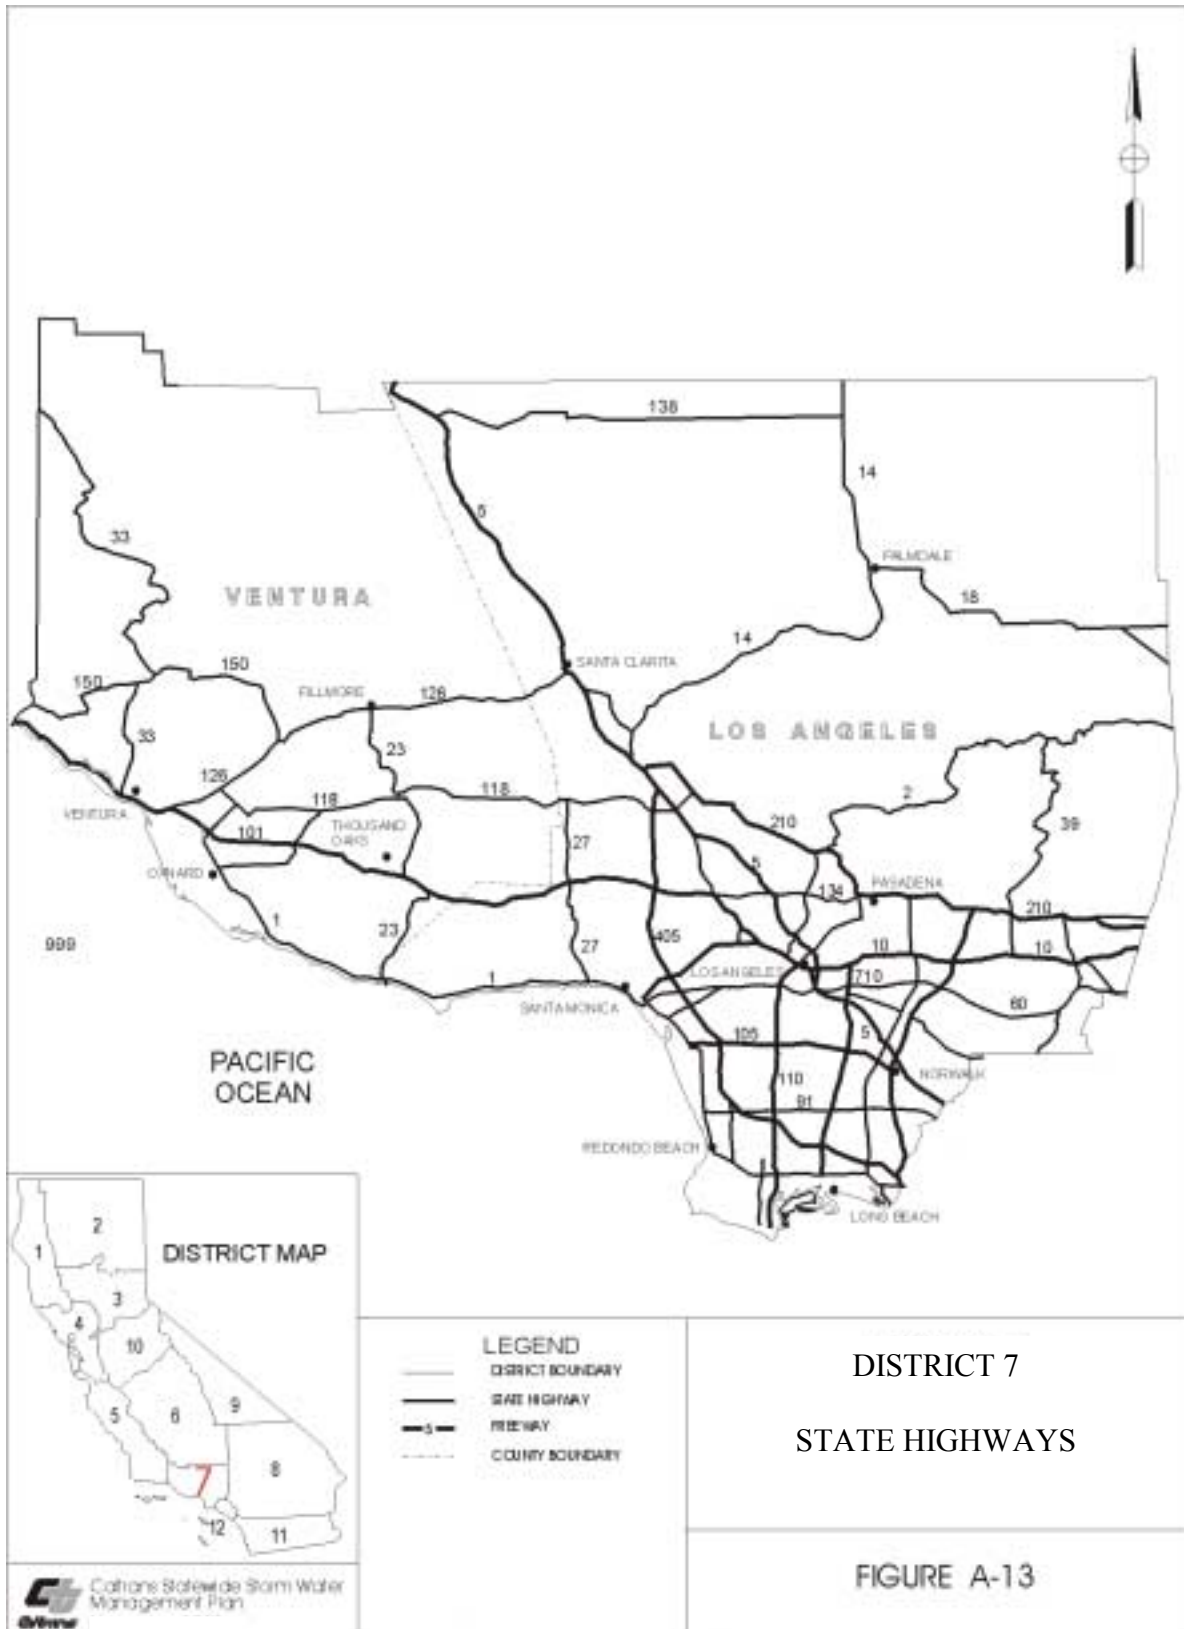 138
14
5
33
PALMDALE
VENTURA
18
14
150
SANTA CLARITA
150
FILLMORE
126
33
23
LOS ANGELES
126
118
118
2
VENTURA
101
THOUSAND
OAKS
27
210
39
5
OXNARD
134
PASADENA
1
23
210
999
405
10
10
27
LOS ANGELES
710
1
SANTA MONICA
60
105
5
PACIFIC
OCEAN
110
NORWALK
91
REDONDO BEACH
LONG BEACH
DISTRICT MAP
1
2
3
4
10
5
6
9
7
8
12
11
LEGEND
DISTRICT BOUNDARY
STATE HIGHWAY
5
FREEWAY
COUNTY BOUNDARY
DISTRICT 7
STATE HIGHWAYS
FIGURE A-13
Caltrans Statewide Storm Water
Management Plan